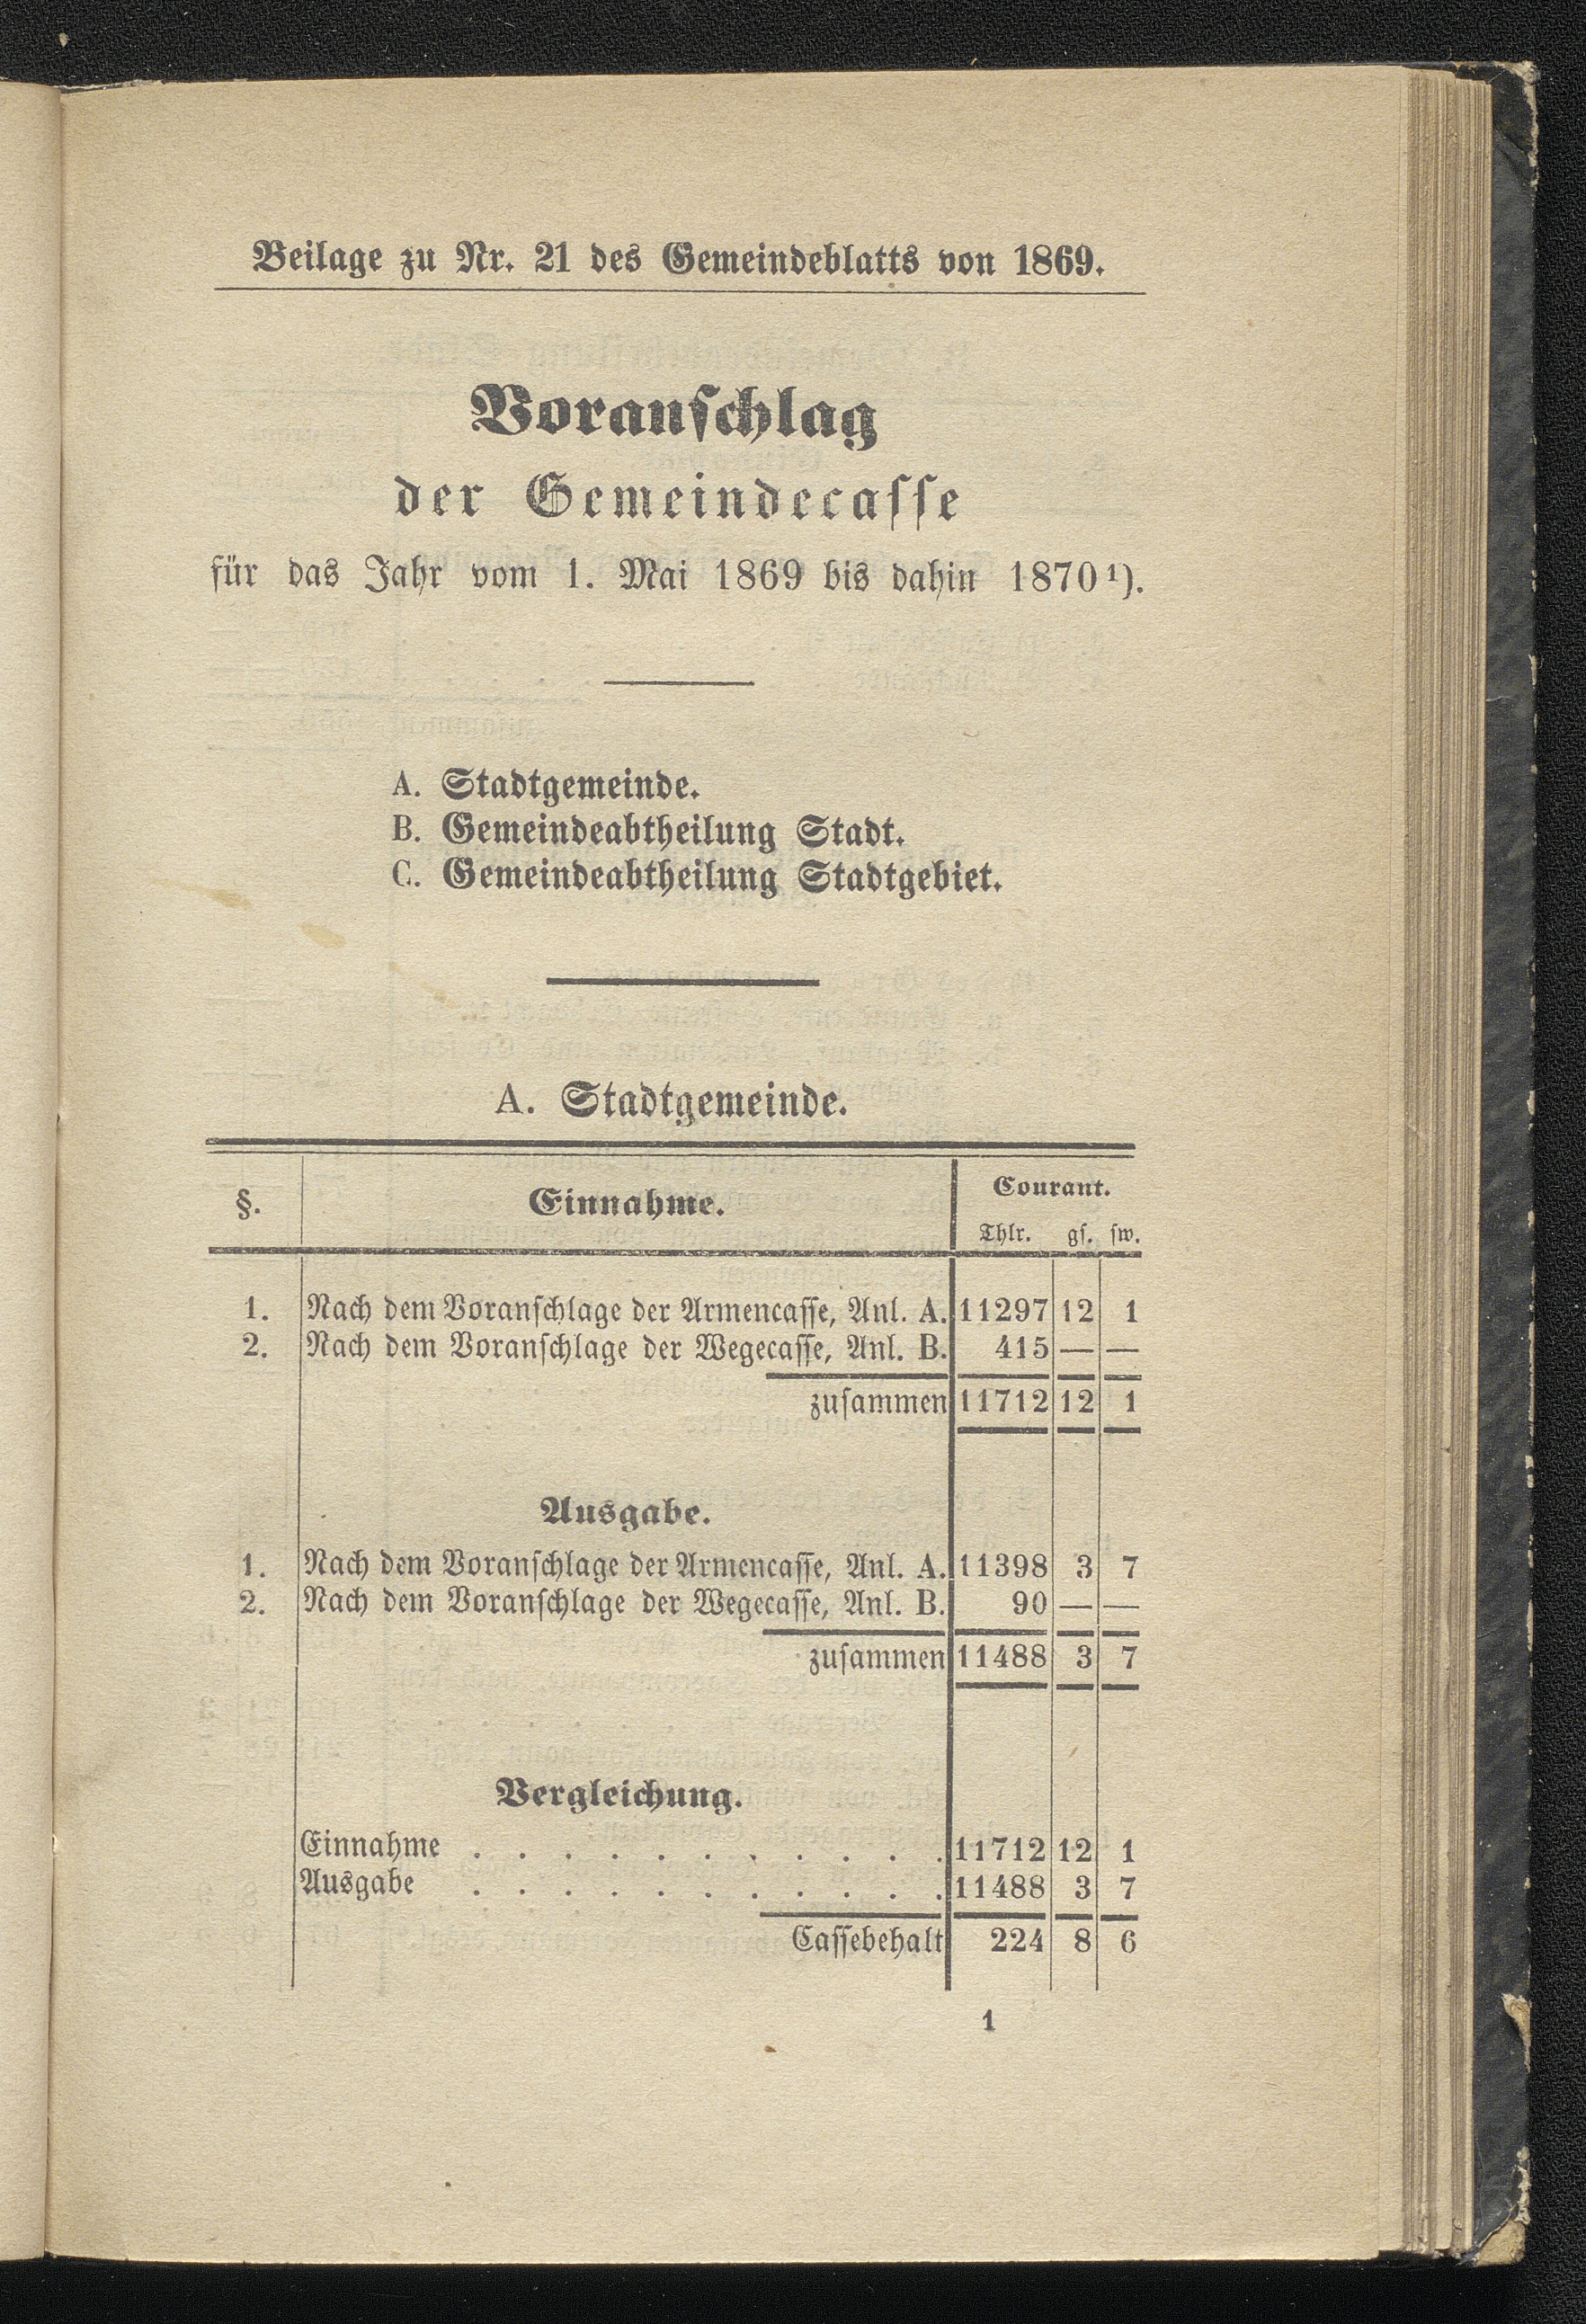 Beilage zu Nr. 21 des Gemeindeblatts von 1869.
Voranschlag
der Gemeindecasse
für das Jahr vom 1. Mai 1869 bis dahin 1870¹).
A. Stadtgemeinde.
B. Gemeindeabtheilung Stadt.
C. Gemeindeabtheilung Stadtgebiet.
A. Stadtgemeinde.
§. Einnahme. Courant.
Thlr. gs. sw.
1. Nach dem Voranschlage der Armencasse, Anl. A. 11297 12 1
2. Nach dem Voranschlage der Wegecasse, Anl. B. 415 — —
zusammen 11712 12 1
Ausgabe.
1. Nach dem Voranschlage der Armencasse, Anl. A. 11398 3 7
2. Nach dem Voranschlage der Wegecasse, Anl. B. 90 — —
zusammen 11488 3 7
Vergleichung.
Einnahme . . . . . . . . . . . 11712 12 1
Ausgabe . . . . . . . . . . . 11488 3 7
Cassebehalt 224 8 6
1